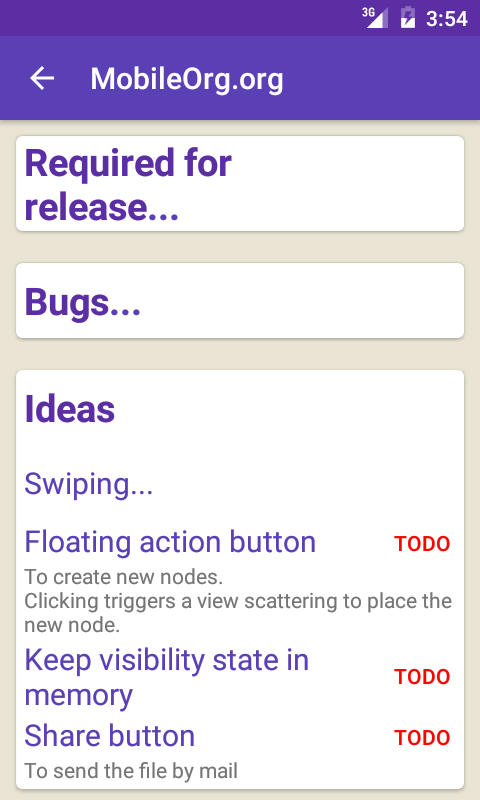 3G
3:54
MobileOrg.org
Required for
release...
Bugs...
Ideas
Swiping...
Floating action button
TODO
To create new nodes.
Clicking triggers a view scattering to place the
new node.
Keep visibility state in
memory
TODO
Share button
TODO
To send the file by mail